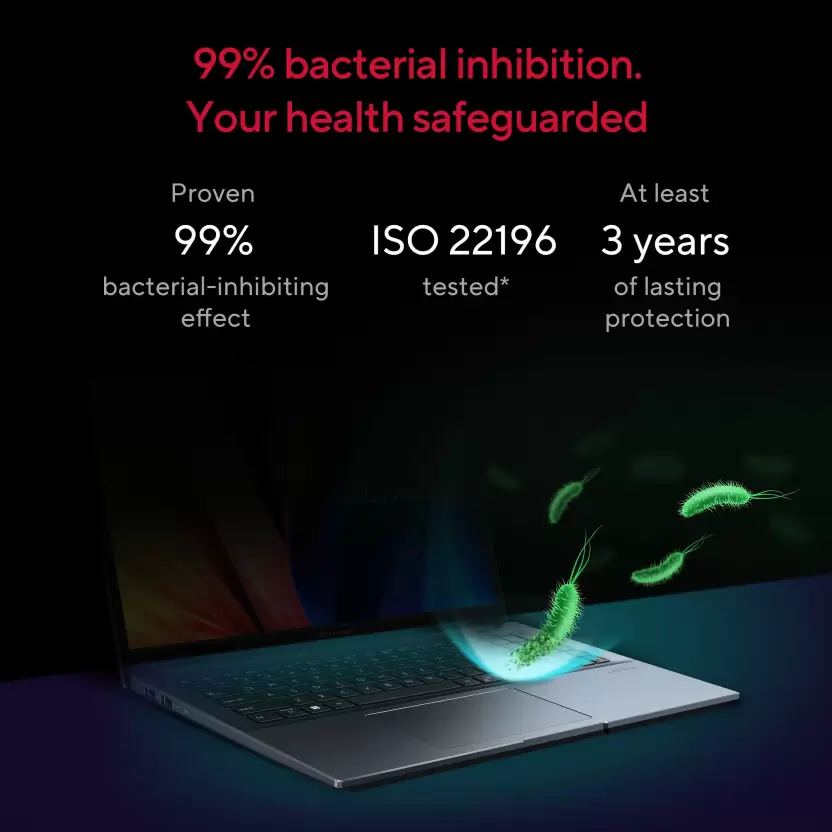 99% bacterial inhibition.
Your health safeguarded
Proven
99%
bacterial-inhibiting
effect
ISO 22196
tested*
At least
3 years
of lasting
protection